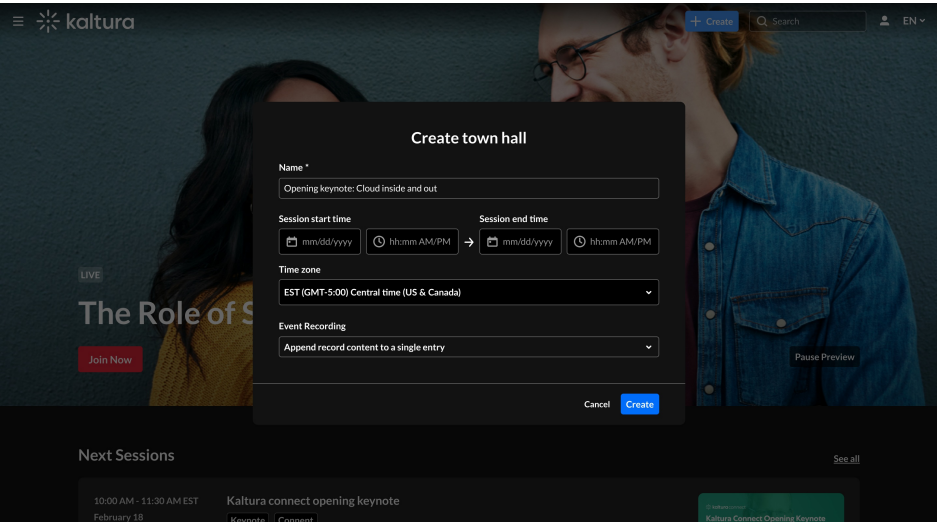 kaltura
+ Create
Search
EN
Create town hall
Name *
Opening keynote: Cloud inside and out
Session start time
Session end time
mm/dd/yyyy
hh:mm AM/PM
mm/dd/yyyy
hh:mm AM/PM
Time zone
EST (GMT-5:00) Central time (US & Canada)
Event Recording
Append record content to a single entry
Cancel
Create
LIVE
The Role of S
Join Now
Pause Preview
Next Sessions
See all
10:00 AM - 11:30 AM EST
February 18
Kaltura connect opening keynote
Keynote
Connent
Kaltura Connect Opening Keynote